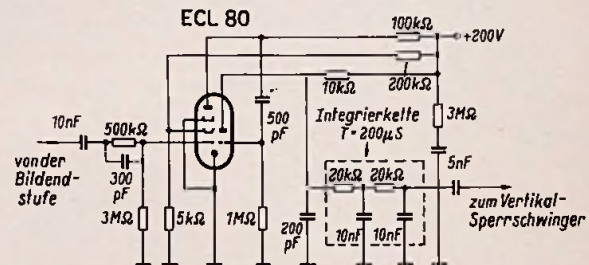 ECL 80
100kΩ
+200V
200kΩ
10kΩ
10nF
500kΩ
500
pF
Integrierkette
T=200µS
3MΩ
von der
Bildend-
stufe
300
pF
20kΩ 20kΩ
5nF
zum Vertikal-
Sperrschwinger
3MΩ
5kΩ
1MΩ
200
pF
10nF
10nF